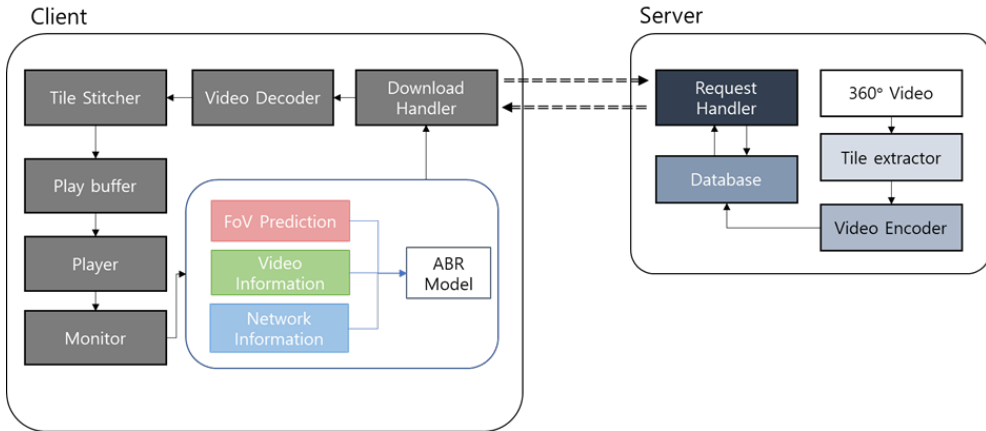 Client
Tile Stitcher
Video Decoder
Download
Handler
Play buffer
Player
Monitor
FoV Prediction
Video
Information
Network
Information
ABR
Model
Server
Request
Handler
360° Video
Tile extractor
Database
Video Encoder